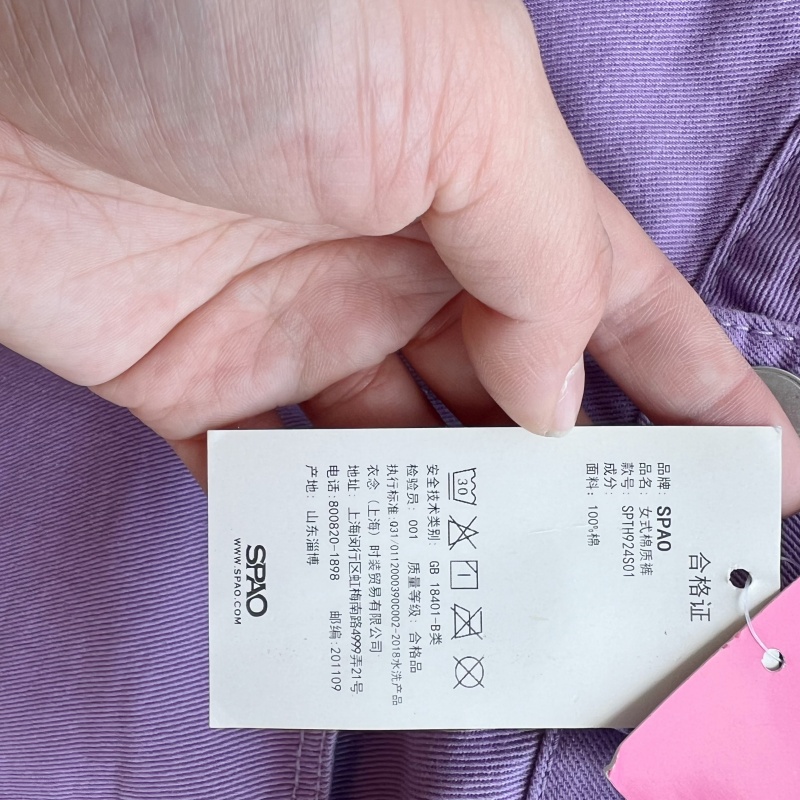 合格证
品牌: SPAO
品名: 女式棉质裤
款号: SPTH924S01
成分:
面料: 100%棉
30
安全技术类别: GB 18401-B类
检验员: 001 质量等级: 合格品
执行标准:Q31/0112000390C002-2018水洗产品
衣念(上海)时装贸易有限公司
地址: 上海闵行区虹梅南路4999弄21号
电话:800820-1898 邮编:201109
产地: 山东淄博
SPAO
WWW.SPAO.COM